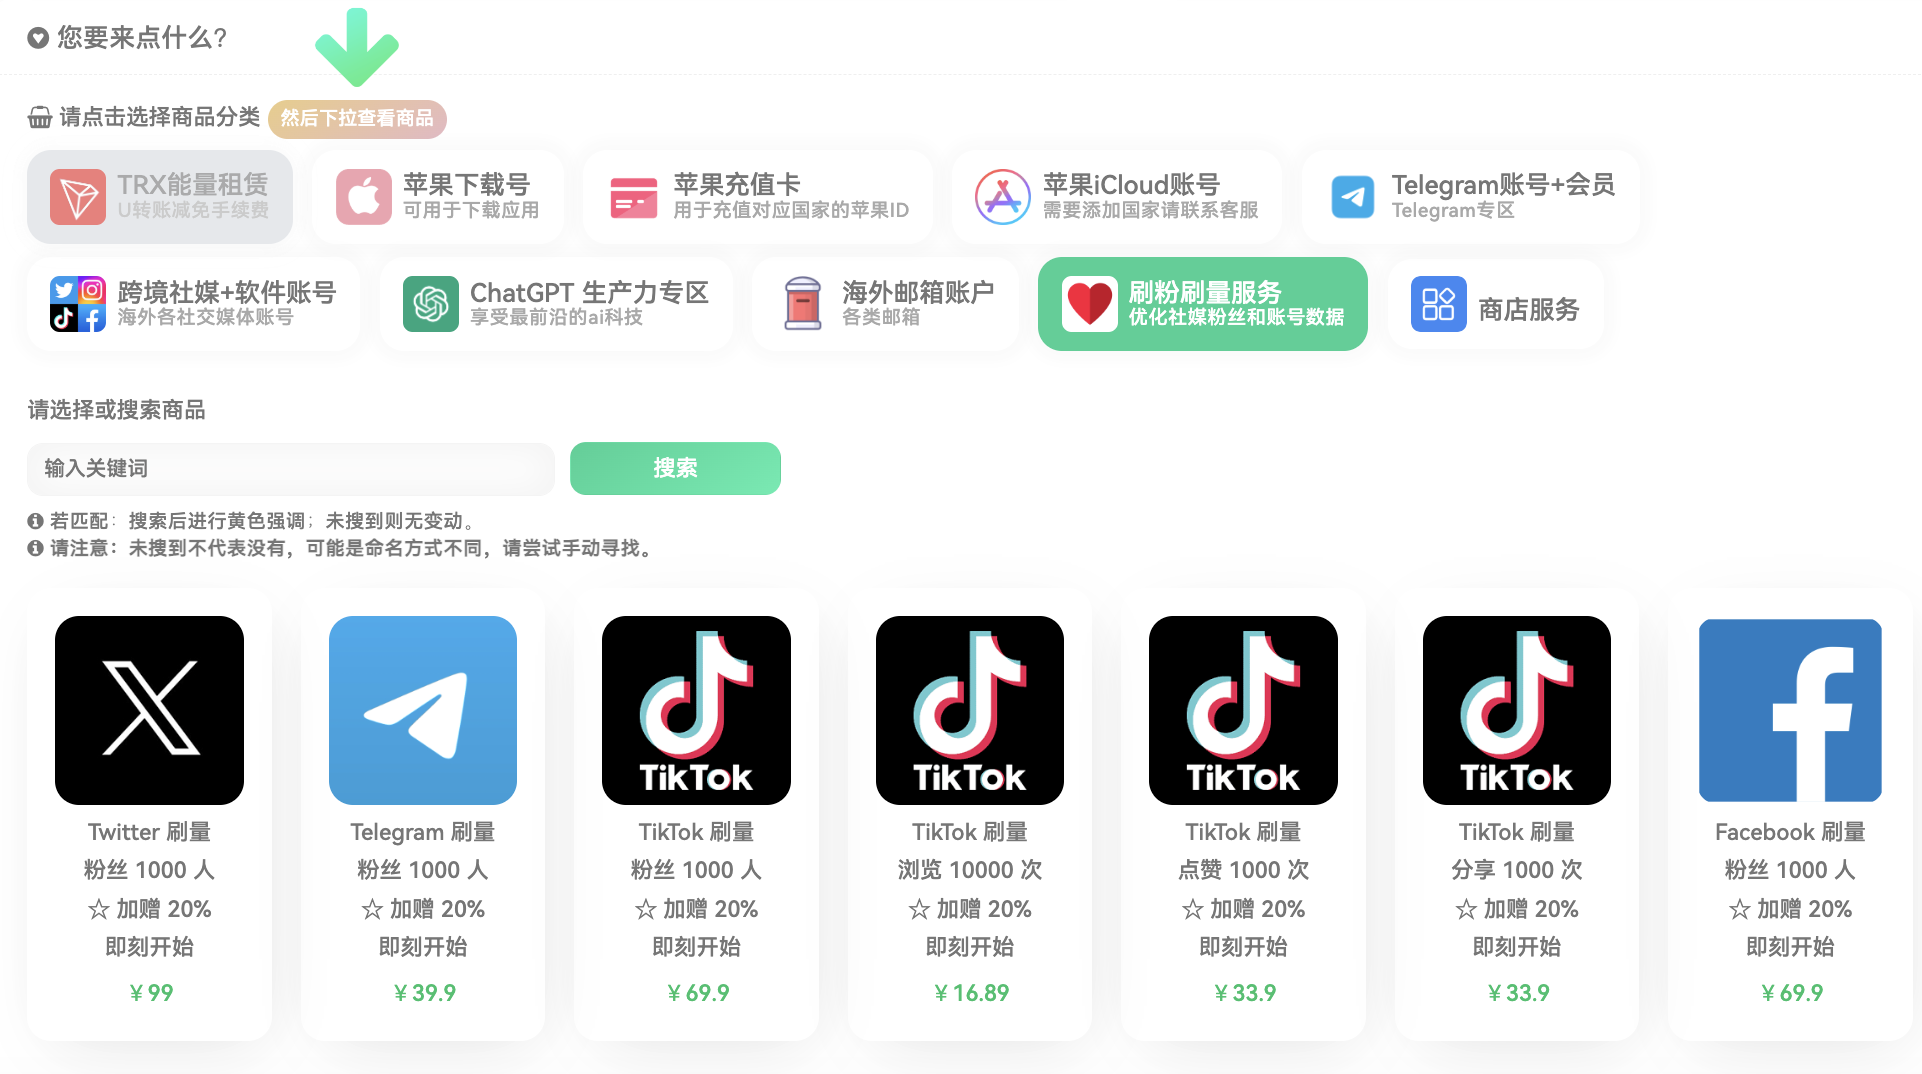 您要来点什么?
请点击选择商品分类 然后下拉查看商品
TRX能量租赁
U转账减免手续费
苹果下载号
可用于下载应用
苹果充值卡
用于充值对应国家的苹果ID
苹果iCloud账号
需要添加国家请联系客服
Telegram账号+会员
Telegram专区
跨境社媒+软件账号
海外各社交媒体账号
ChatGPT 生产力专区
享受最前沿的ai科技
海外邮箱账户
各类邮箱
刷粉刷量服务
优化社媒粉丝和账号数据
商店服务
请选择或搜索商品
输入关键词
搜索
若匹配：搜索后进行黄色强调；未搜到则无变动。
请注意：未搜到不代表没有，可能是命名方式不同，请尝试手动寻找。
Twitter 刷量
粉丝 1000 人
☆ 加赠 20%
即刻开始
¥ 99
Telegram 刷量
粉丝 1000 人
☆ 加赠 20%
即刻开始
¥ 39.9
TikTok
TikTok 刷量
粉丝 1000 人
☆ 加赠 20%
即刻开始
¥ 69.9
TikTok
TikTok 刷量
浏览 10000 次
☆ 加赠 20%
即刻开始
¥ 16.89
TikTok
TikTok 刷量
点赞 1000 次
☆ 加赠 20%
即刻开始
¥ 33.9
TikTok
TikTok 刷量
分享 1000 次
☆ 加赠 20%
即刻开始
¥ 33.9
Facebook 刷量
粉丝 1000 人
☆ 加赠 20%
即刻开始
¥ 69.9